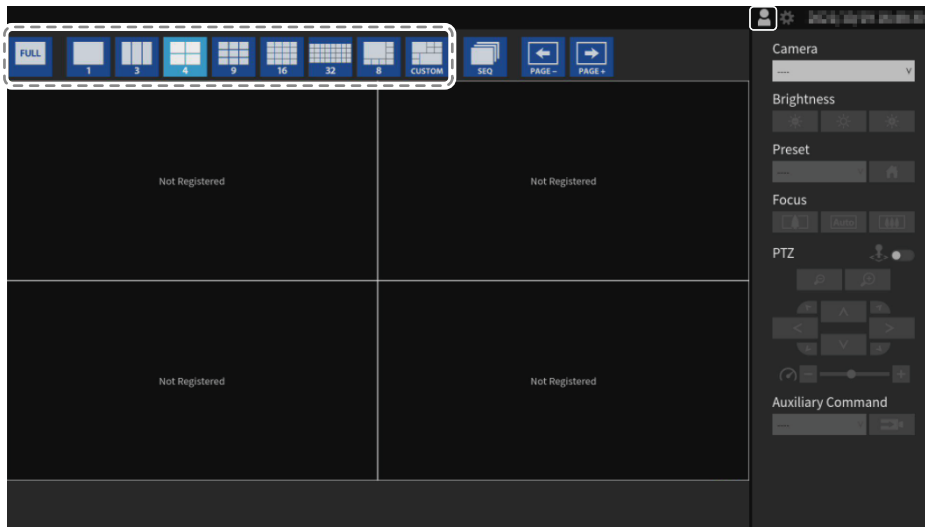 FULL
1
3
4
9
16
32
8
CUSTOM
SEQ
PAGE−
PAGE+
Not Registered
Not Registered
Not Registered
Not Registered
Camera
----
Brightness
Preset
----
Focus
Auto
PTZ
Auxiliary Command
----